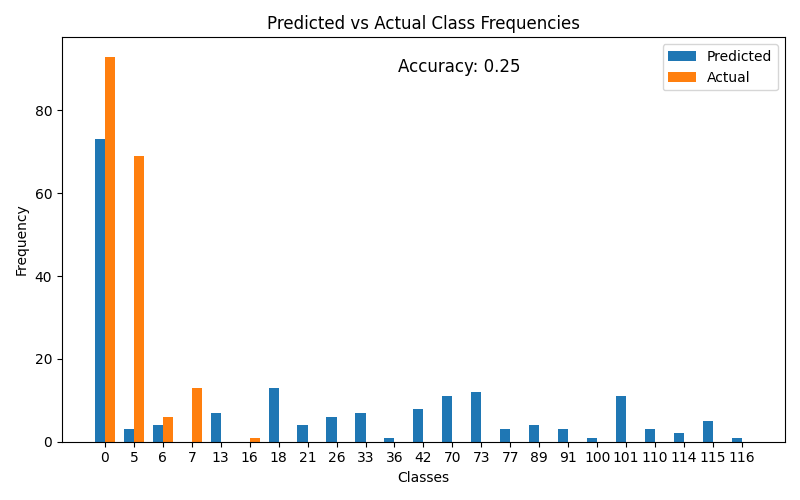 Predicted vs Actual Class Frequencies
Accuracy: 0.25
Predicted
Actual
Frequency
80
60
40
20
0
0 5 6 7 13 16 18 21 26 33 36 42 70 73 77 89 91 100 101 110 114 115 116
Classes